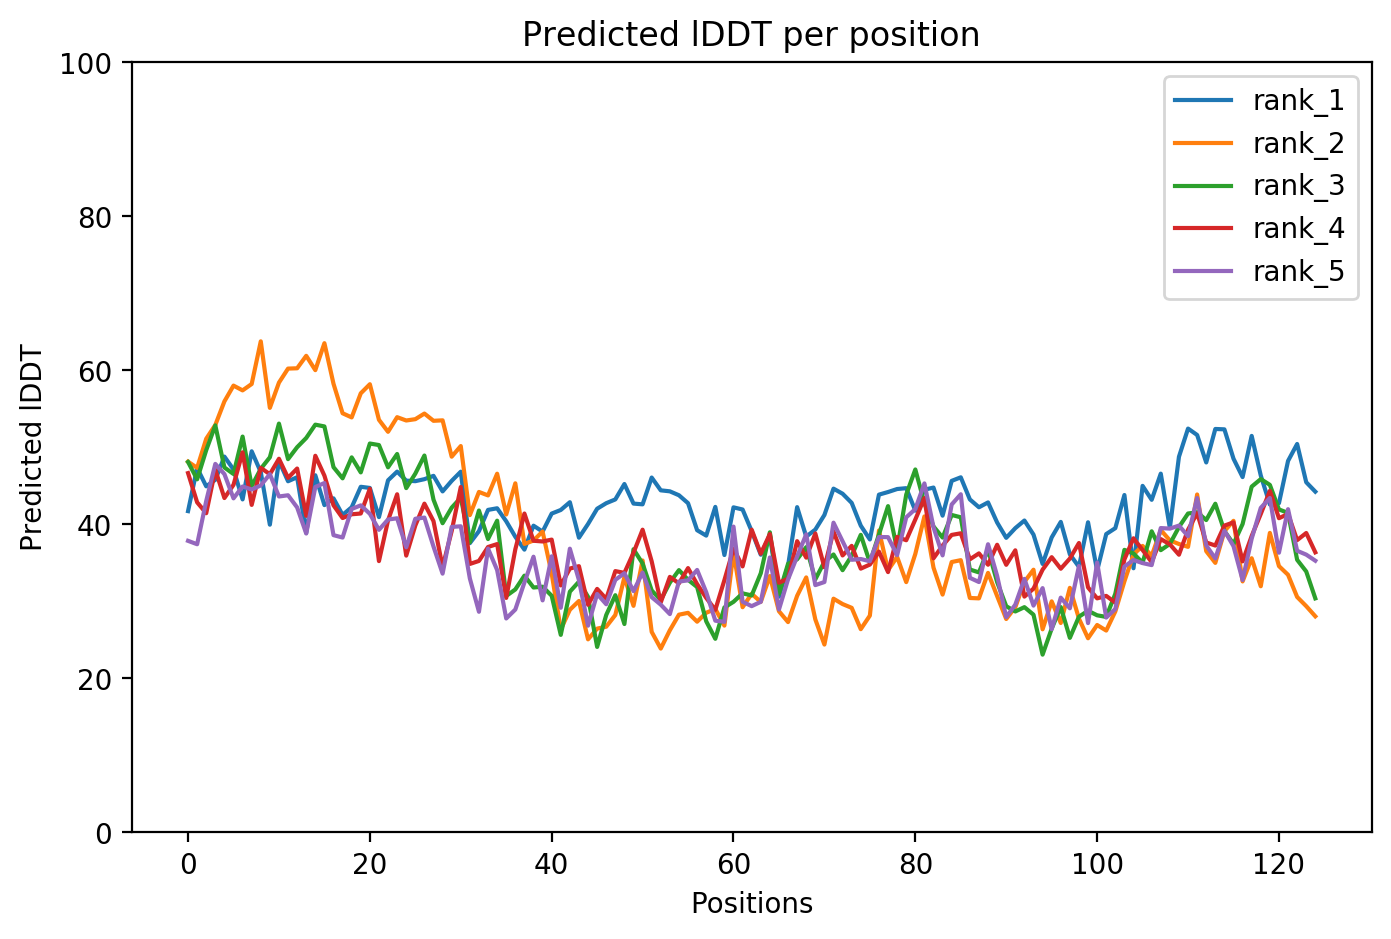 Predicted lDDT per position
100
80
60
40
20
0
Predicted lDDT
0 20 40 60 80 100 120
Positions
rank_1
rank_2
rank_3
rank_4
rank_5